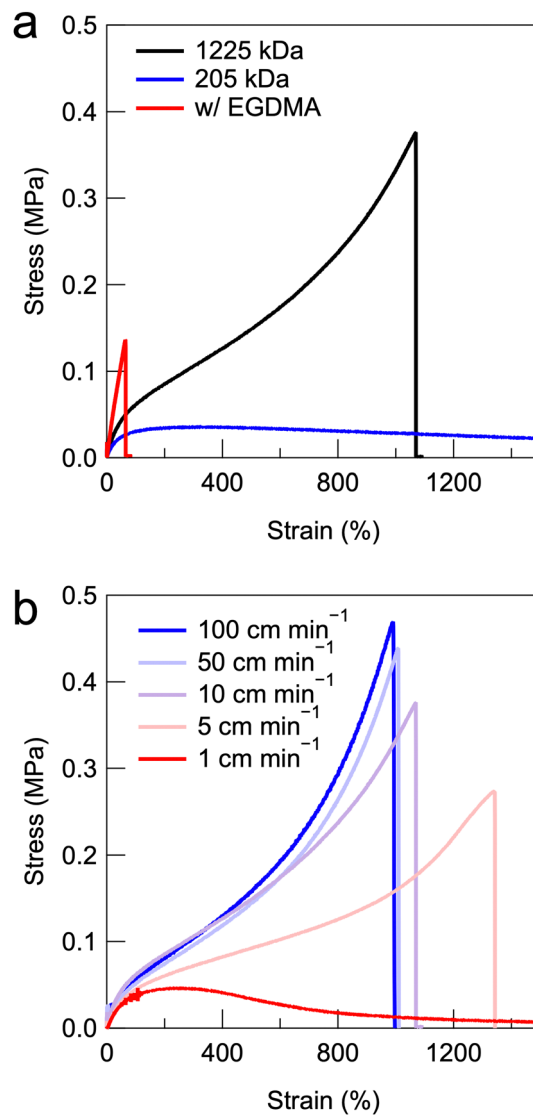 a
0.5
1225 kDa
205 kDa
w/ EGDMA
0.4
0.3
0.2
0.1
0.0
Stress (MPa)
0
400
800
1200
Strain (%)
b
0.5
100 cm min⁻¹
50 cm min⁻¹
10 cm min⁻¹
5 cm min⁻¹
1 cm min⁻¹
0.4
0.3
0.2
0.1
0.0
Stress (MPa)
0
400
800
1200
Strain (%)